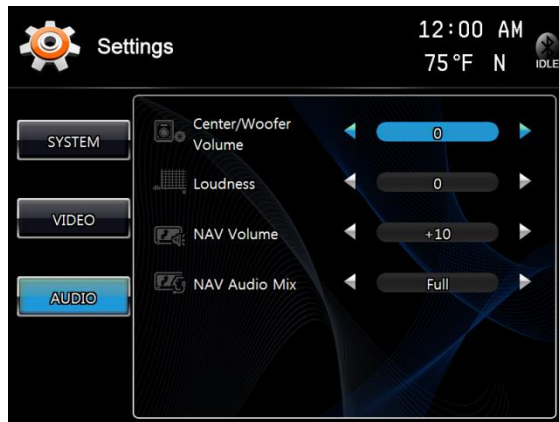 Settings
12:00 AM
75°F N
IDLE
SYSTEM
VIDEO
AUDIO
Center/Woofer
Volume
0
Loudness
0
NAV Volume
+10
NAV Audio Mix
Full